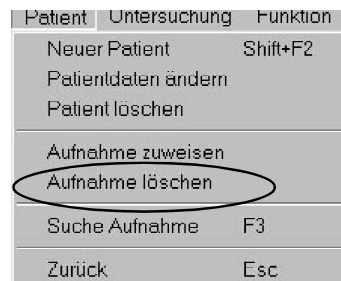 Patient Untersuchung Funktion
Neuer Patient Shift+F2
Patientdaten ändern
Patient löschen
Aufnahme zuweisen
Aufnahme löschen
Suche Aufnahme F3
Zurück Esc